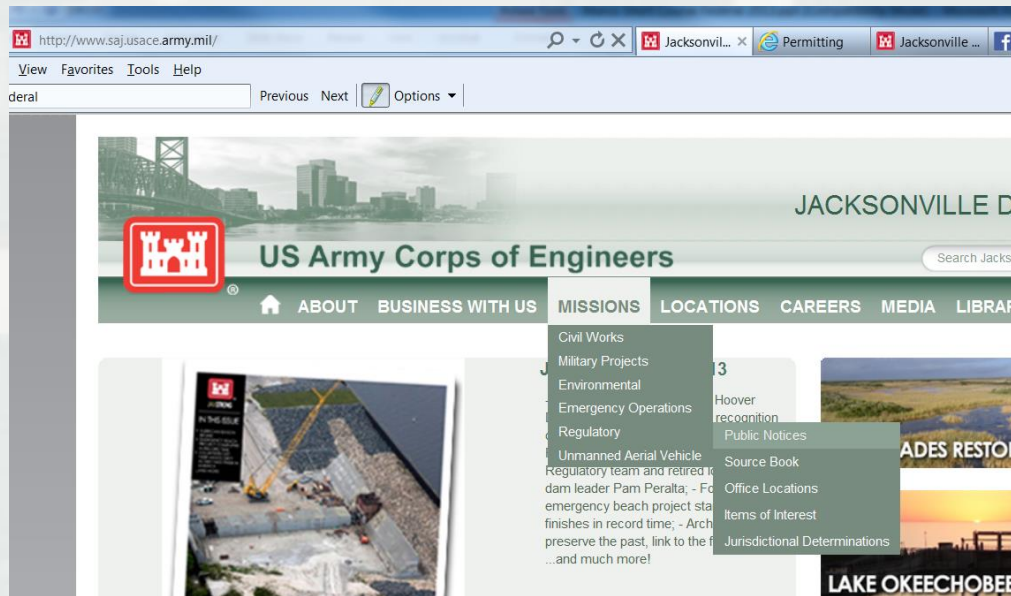 http://www.saj.usace.army.mil/
Jacksonvil...
Permitting
Jacksonville ...
View Favorites Tools Help
deral
Previous Next Options
JACKSONVILLE D
US Army Corps of Engineers
Search Jacks
ABOUT BUSINESS WITH US MISSIONS LOCATIONS CAREERS MEDIA LIBRAR
Civil Works
Military Projects
Environmental
Emergency Operations
Regulatory
Unmanned Aerial Vehicle
Public Notices
Source Book
Office Locations
Items of Interest
Jurisdictional Determinations
IN THIS ISSUE
J 13
Hoover
recognition
Regulatory team and retired
dam leader Pam Peralta; - Fo
emergency beach project sta
finishes in record time; - Arch
preserve the past, link to the f
...and much more!
ADES RESTO
LAKE OKEECHOBEE